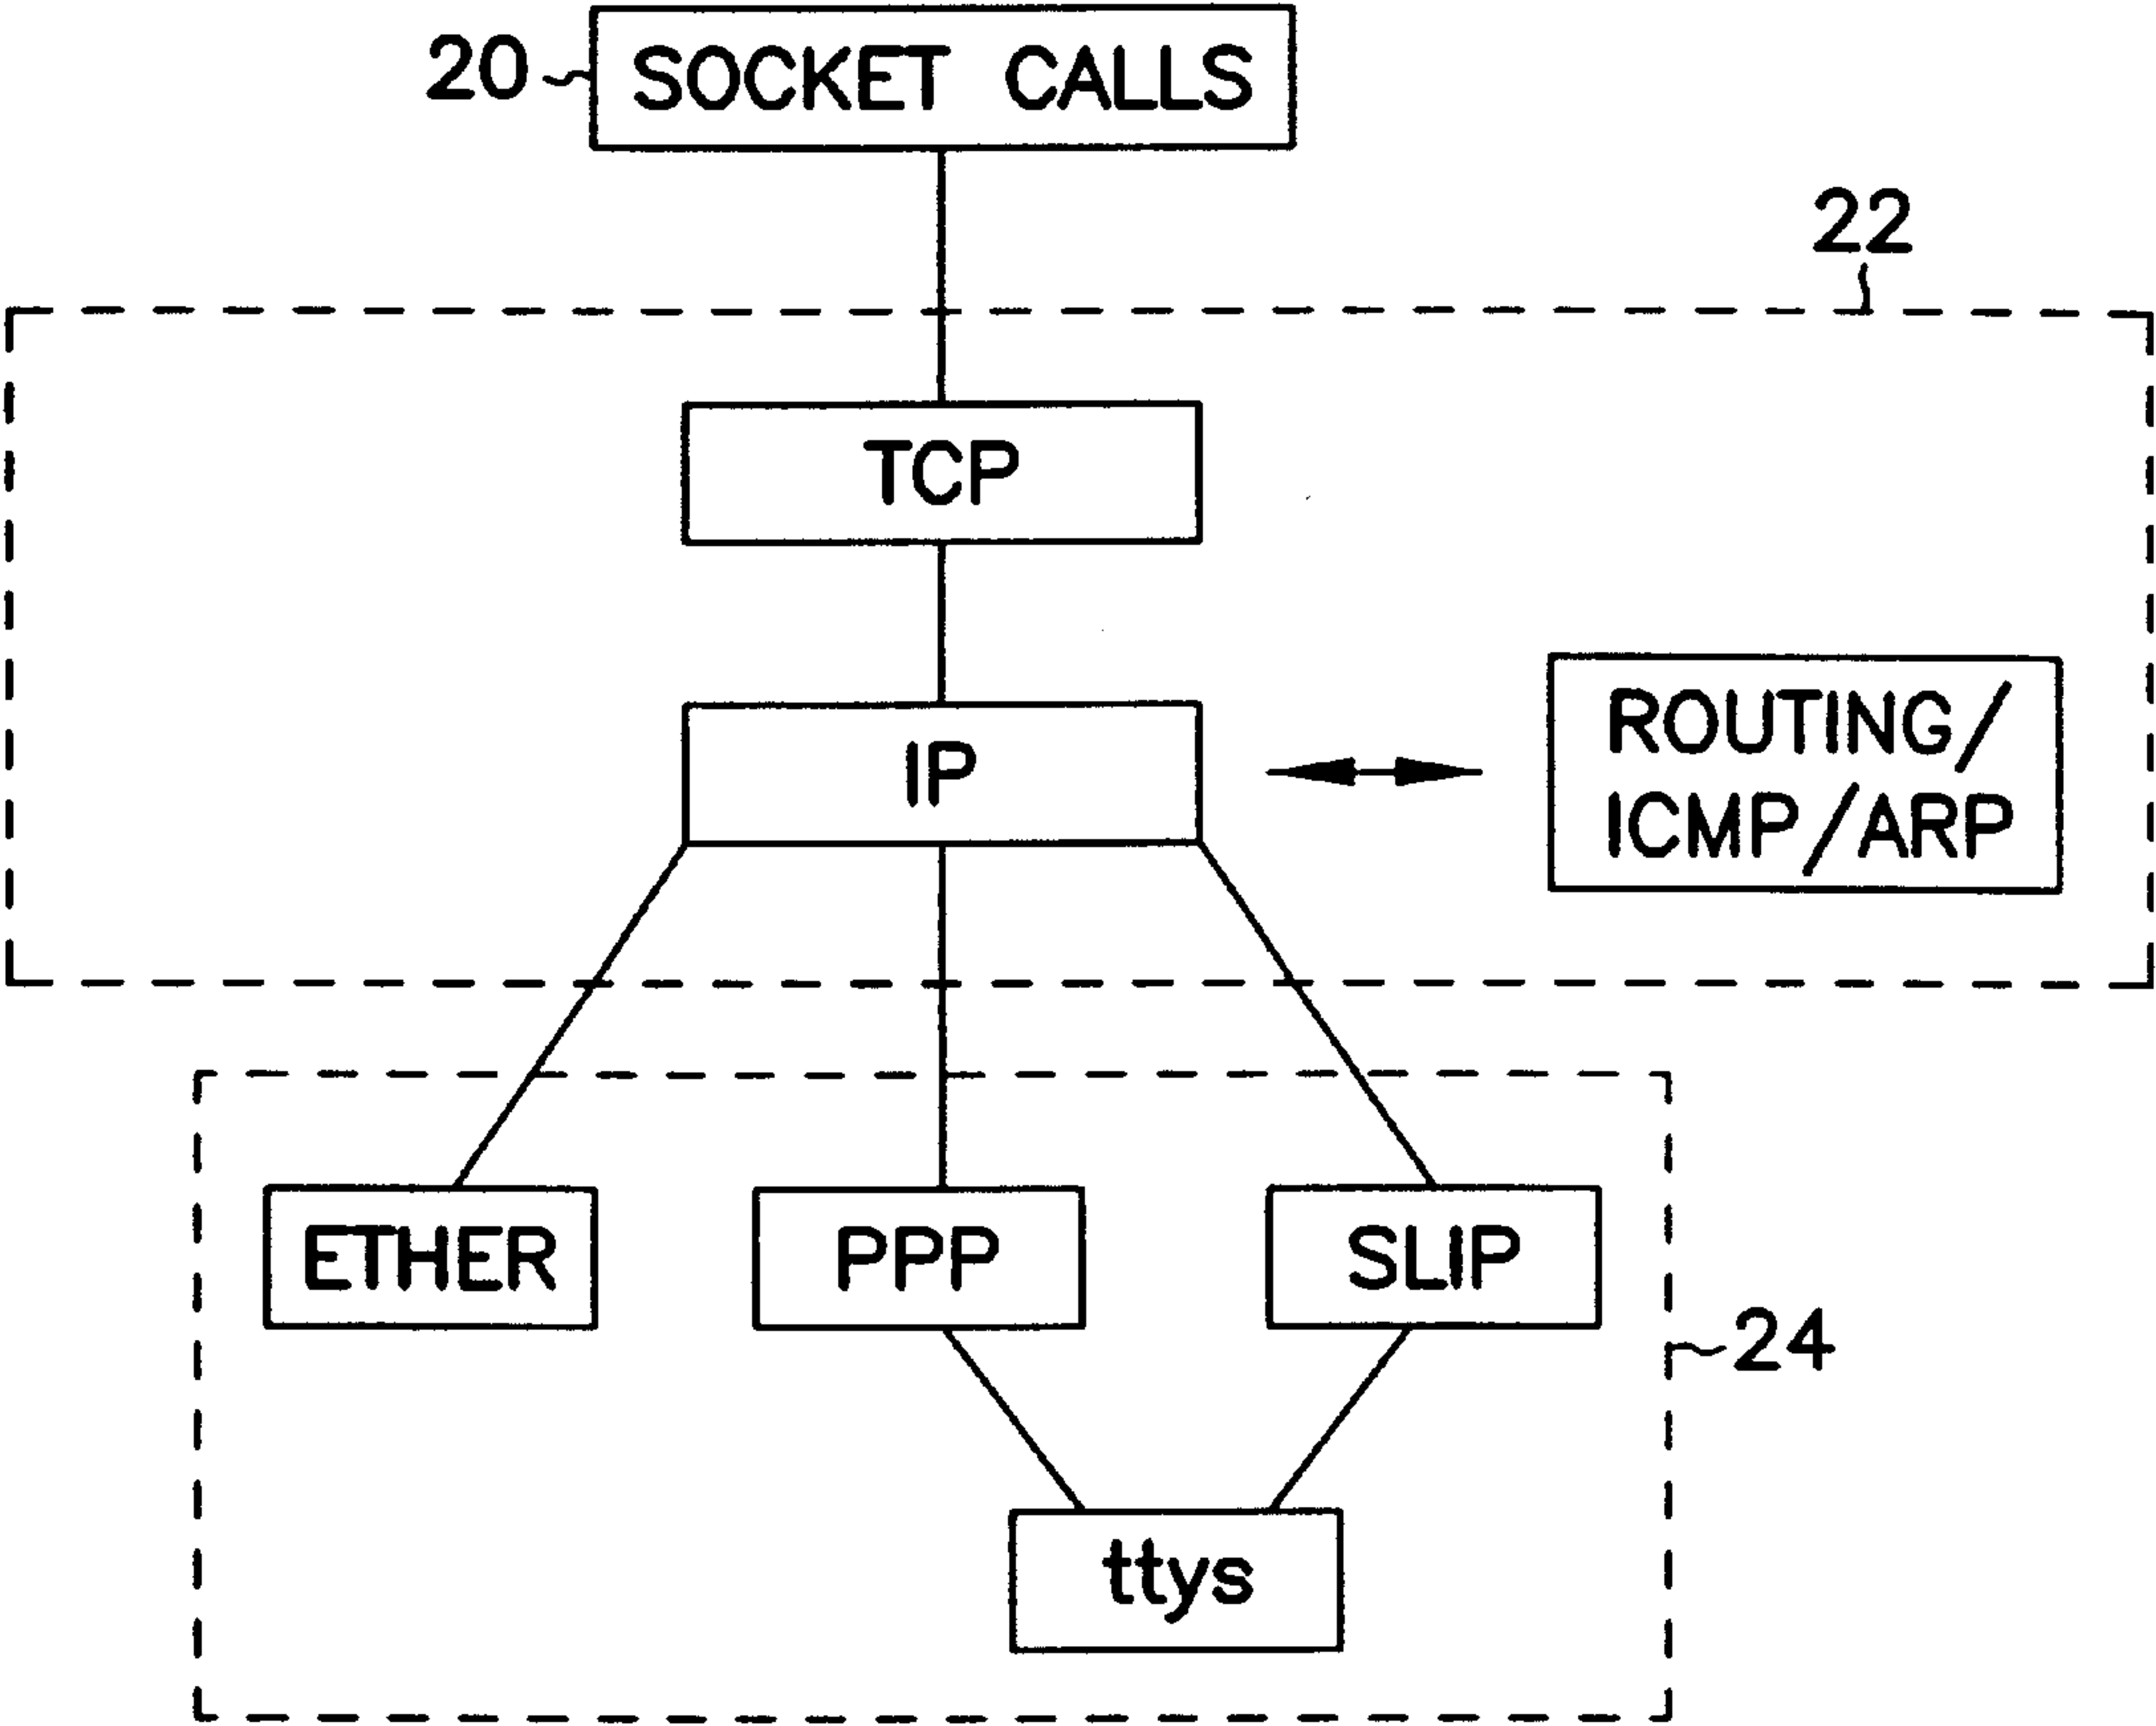 20
SOCKET CALLS
22
TCP
IP
ROUTING/
ICMP/ARP
ETHER
PPP
SLIP
24
ttys